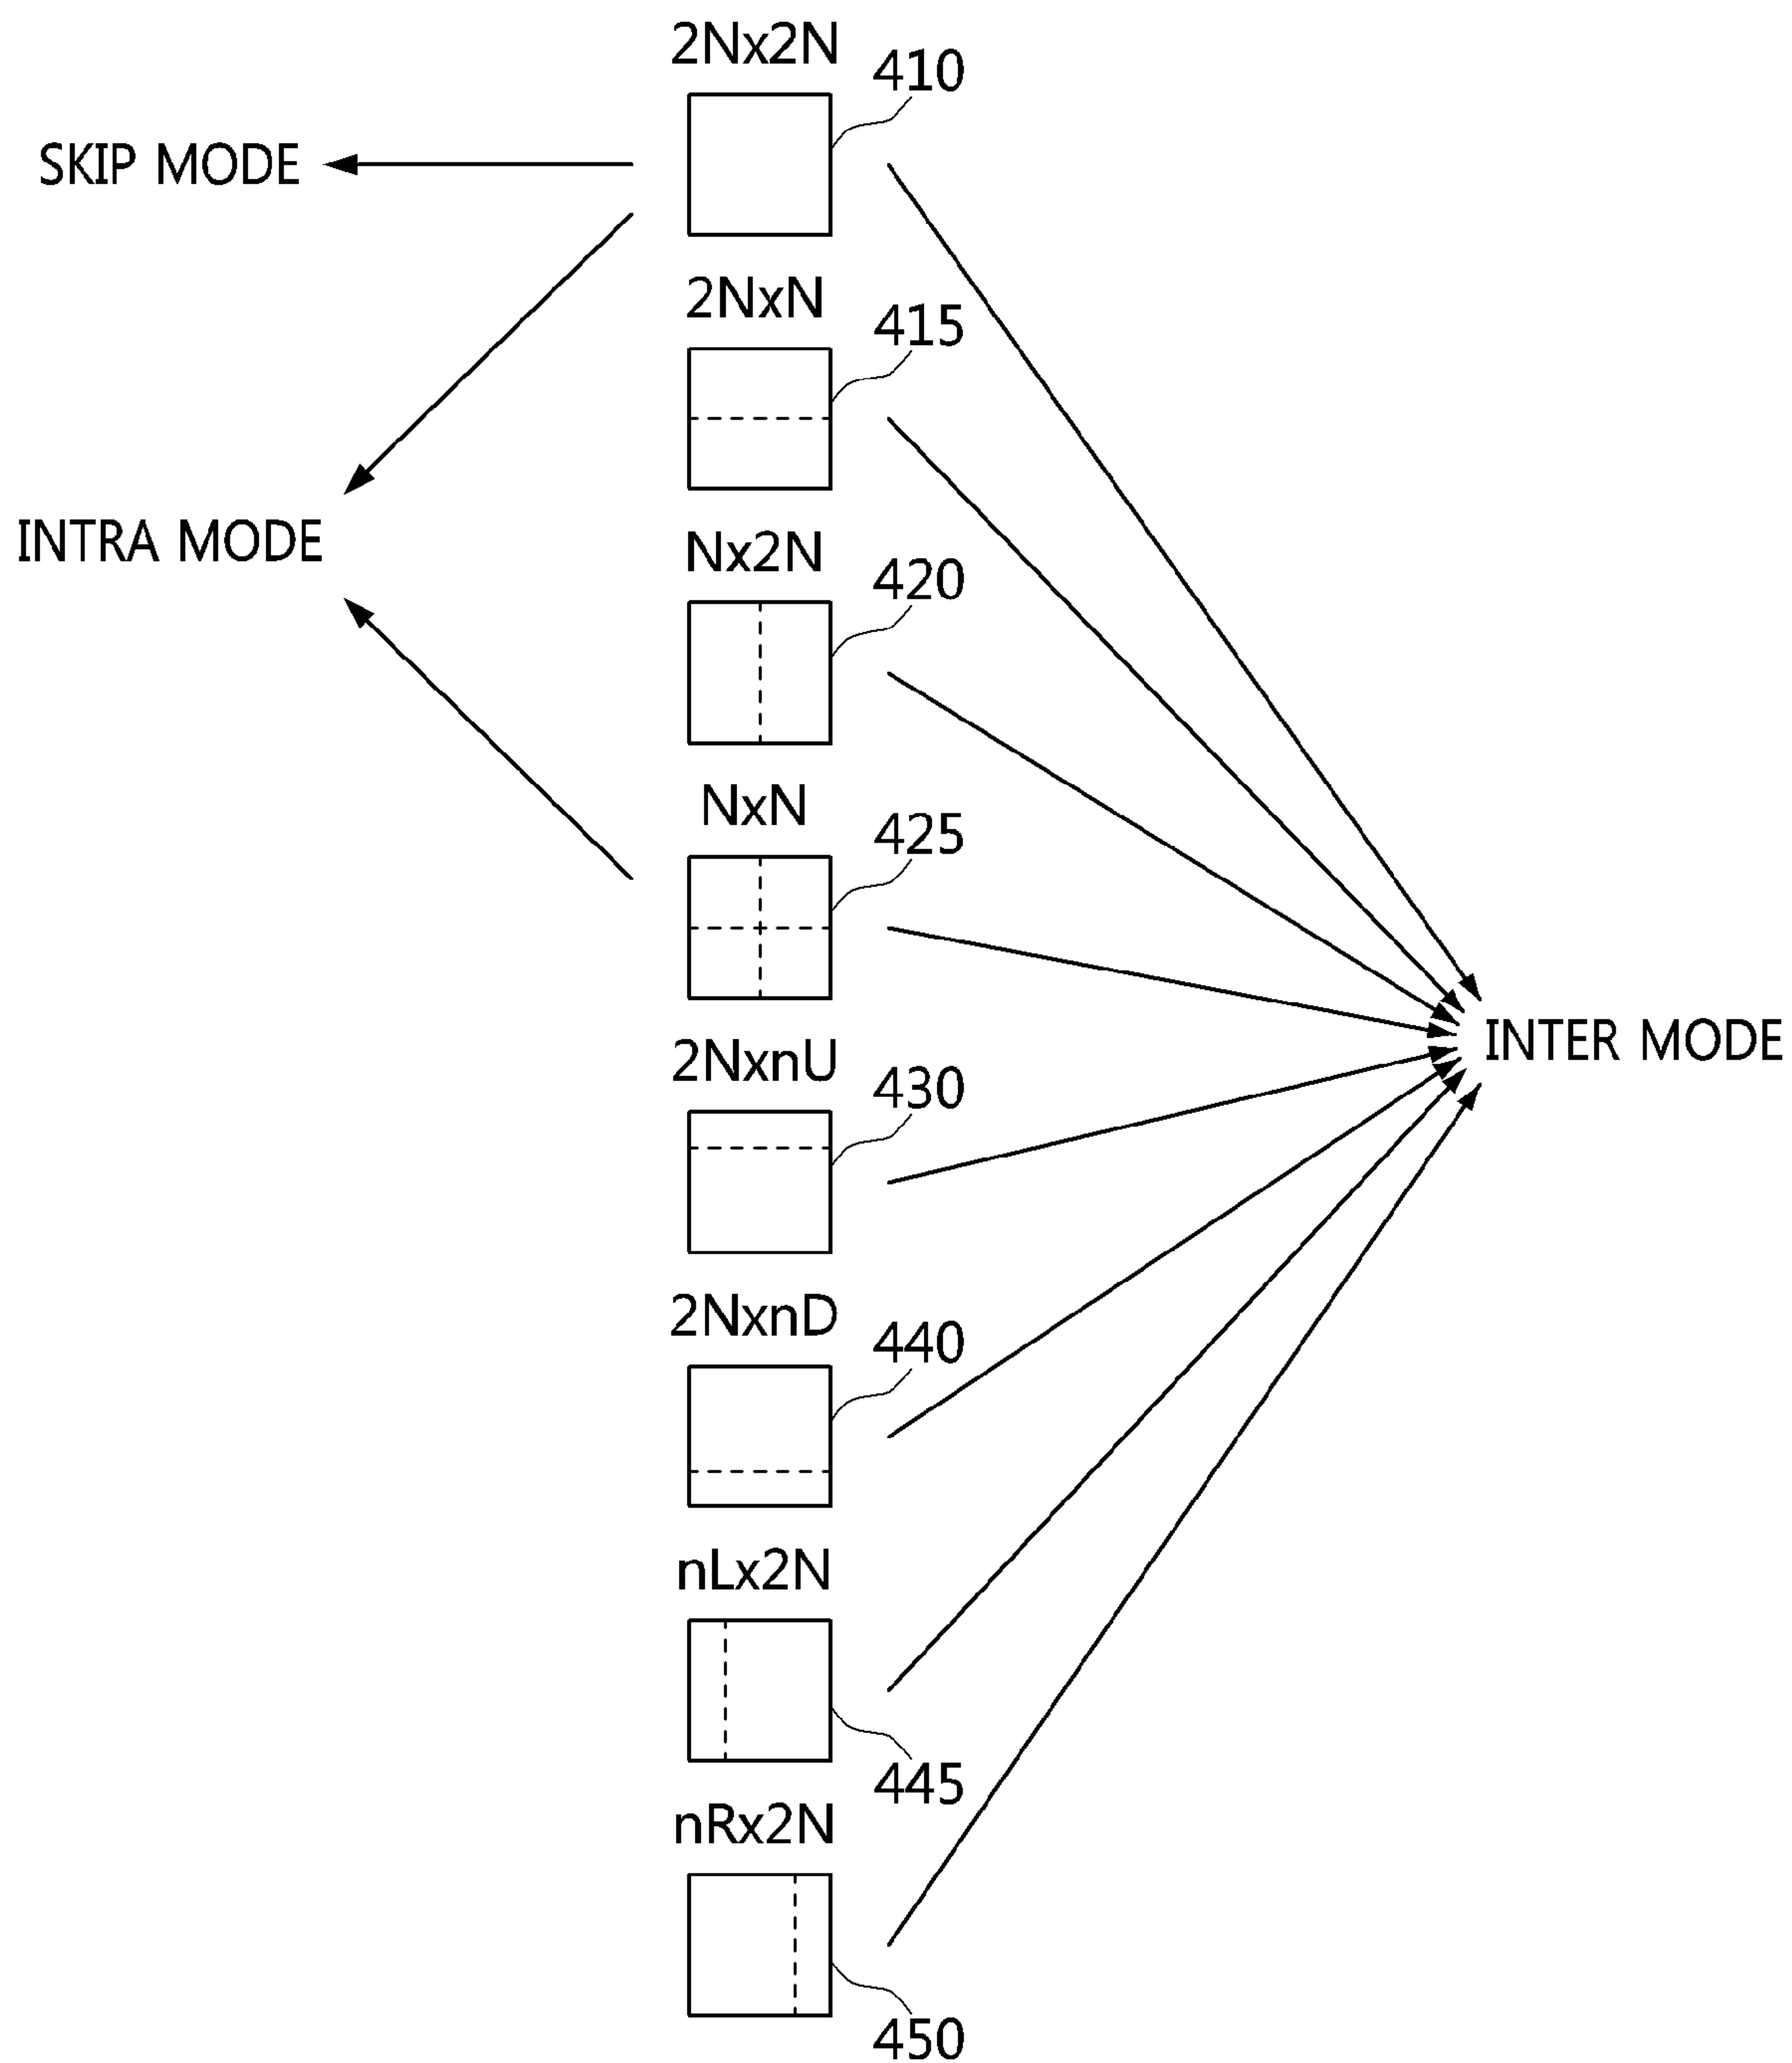 2Nx2N
410
SKIP MODE
2NxN
415
INTRA MODE
Nx2N
420
NxN
425
2NxnU
430
INTER MODE
2NxnD
440
nLx2N
445
nRx2N
450